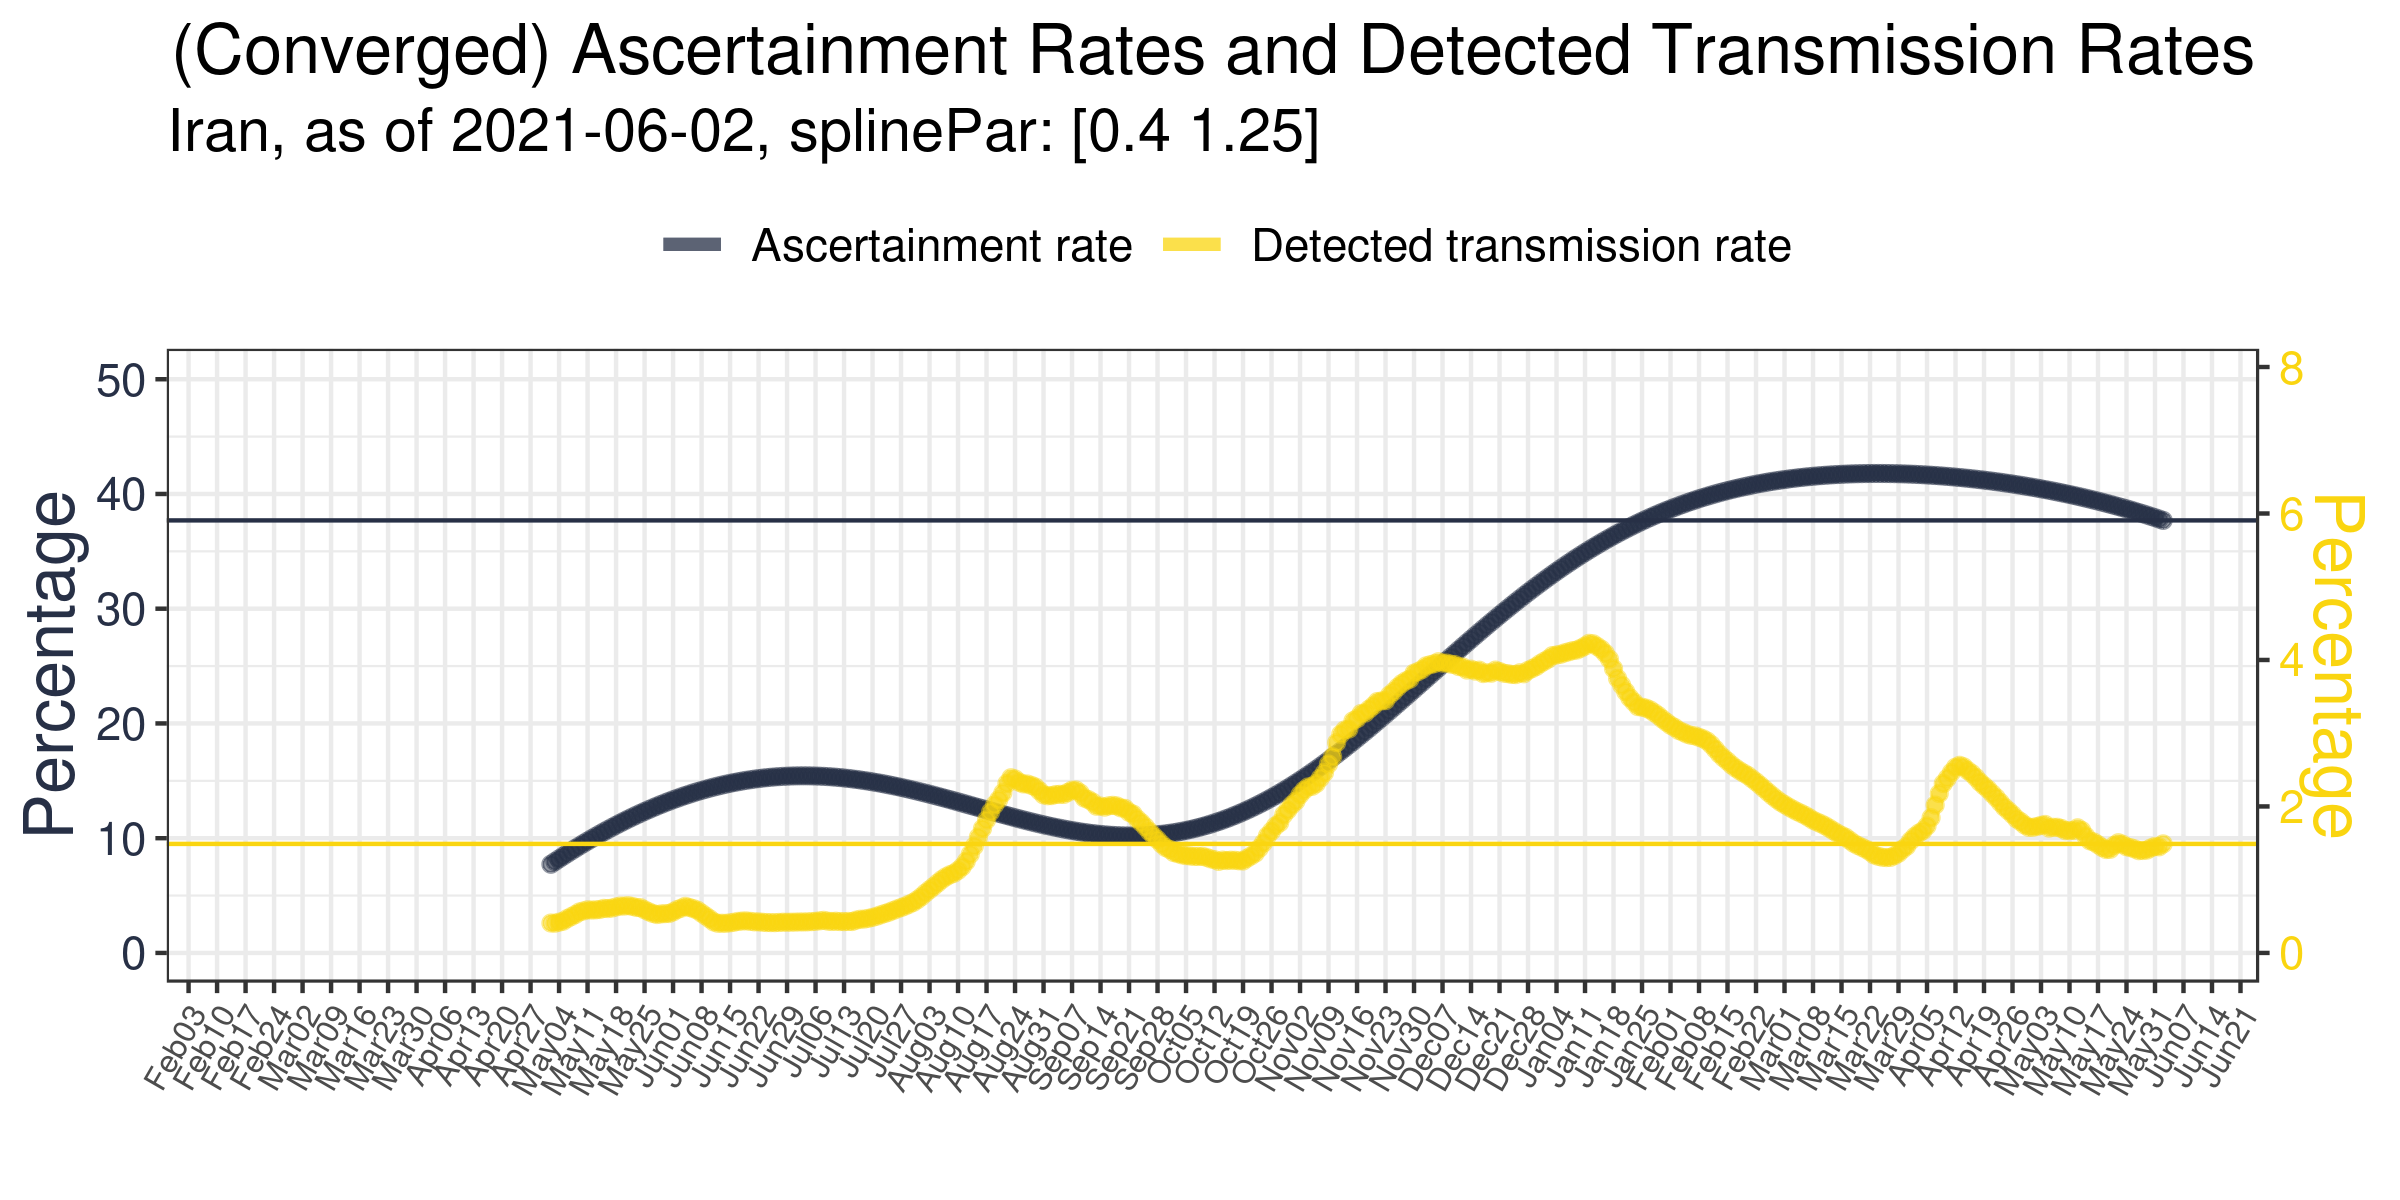 (Converged) Ascertainment Rates and Detected Transmission Rates
Iran, as of 2021-06-02, splinePar: [0.4 1.25]
Ascertainment rate
Detected transmission rate
Percentage
50
40
30
20
10
0
8
6
4
2
0
Percentage
Feb03
Feb10
Feb17
Feb24
Mar02
Mar09
Mar16
Mar23
Mar30
Apr06
Apr13
Apr20
Apr27
May04
May11
May18
May25
Jun01
Jun08
Jun15
Jun22
Jun29
Jul06
Jul13
Jul20
Jul27
Aug03
Aug10
Aug17
Aug24
Aug31
Sep07
Sep14
Sep21
Sep28
Oct05
Oct12
Oct19
Oct26
Nov02
Nov09
Nov16
Nov23
Nov30
Dec07
Dec14
Dec21
Dec28
Jan04
Jan11
Jan18
Jan25
Feb01
Feb08
Feb15
Feb22
Mar01
Mar08
Mar15
Mar22
Mar29
Apr05
Apr12
Apr19
Apr26
May03
May10
May17
May24
May31
Jun07
Jun14
Jun21